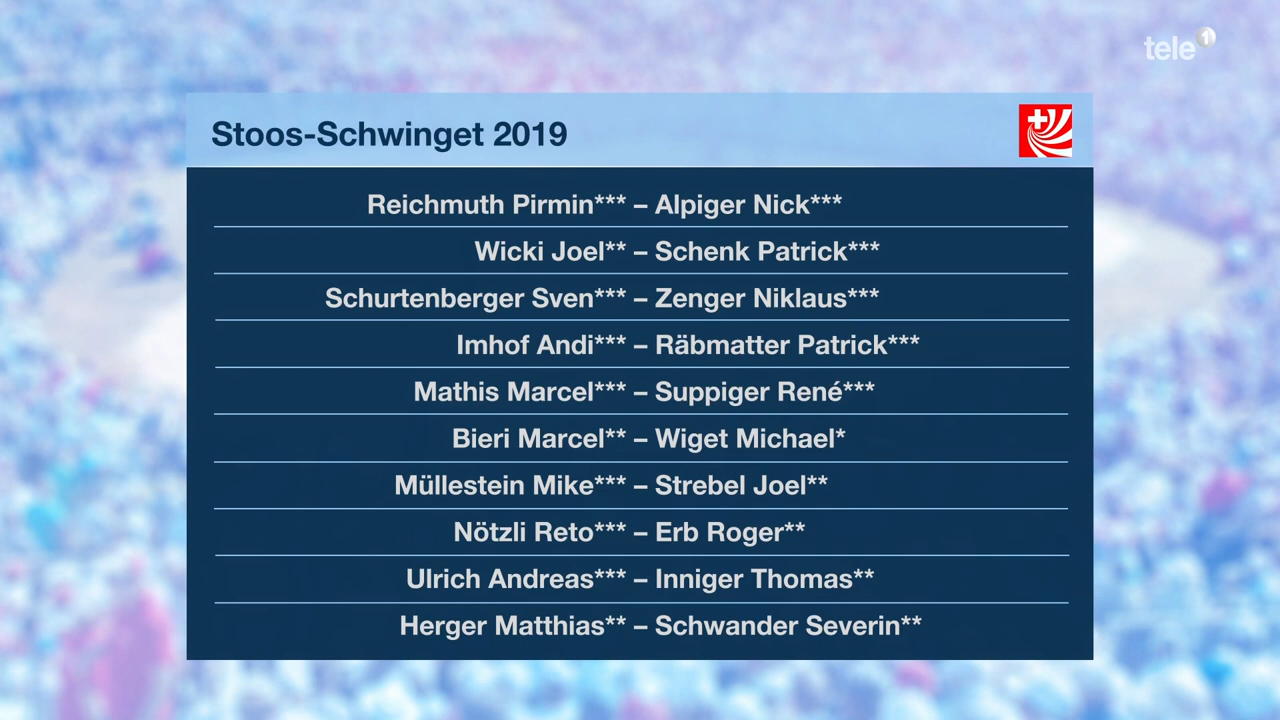 tele 1
Stoos-Schwinget 2019
Reichmuth Pirmin*** – Alpiger Nick***
Wicki Joel** – Schenk Patrick***
Schurtenberger Sven*** – Zenger Niklaus***
Imhof Andi*** – Räbmatter Patrick***
Mathis Marcel*** – Suppiger René***
Bieri Marcel** – Wiget Michael*
Müllestein Mike*** – Strebel Joel**
Nötzli Reto*** – Erb Roger**
Ulrich Andreas*** – Inniger Thomas**
Herger Matthias** – Schwander Severin**